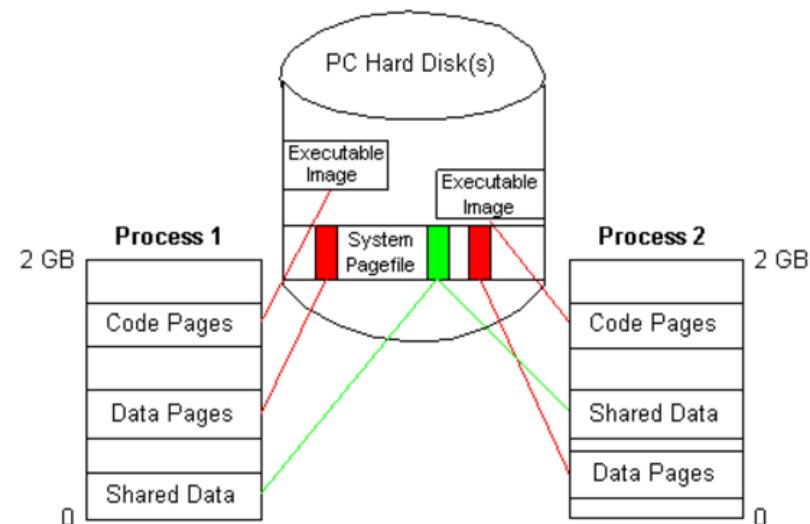 PC Hard Disk(s)
Executable
Image
Executable
Image
Process 1
System
Pagefile
Process 2
2 GB
2 GB
Code Pages
Code Pages
Data Pages
Shared Data
Data Pages
Shared Data
0
0